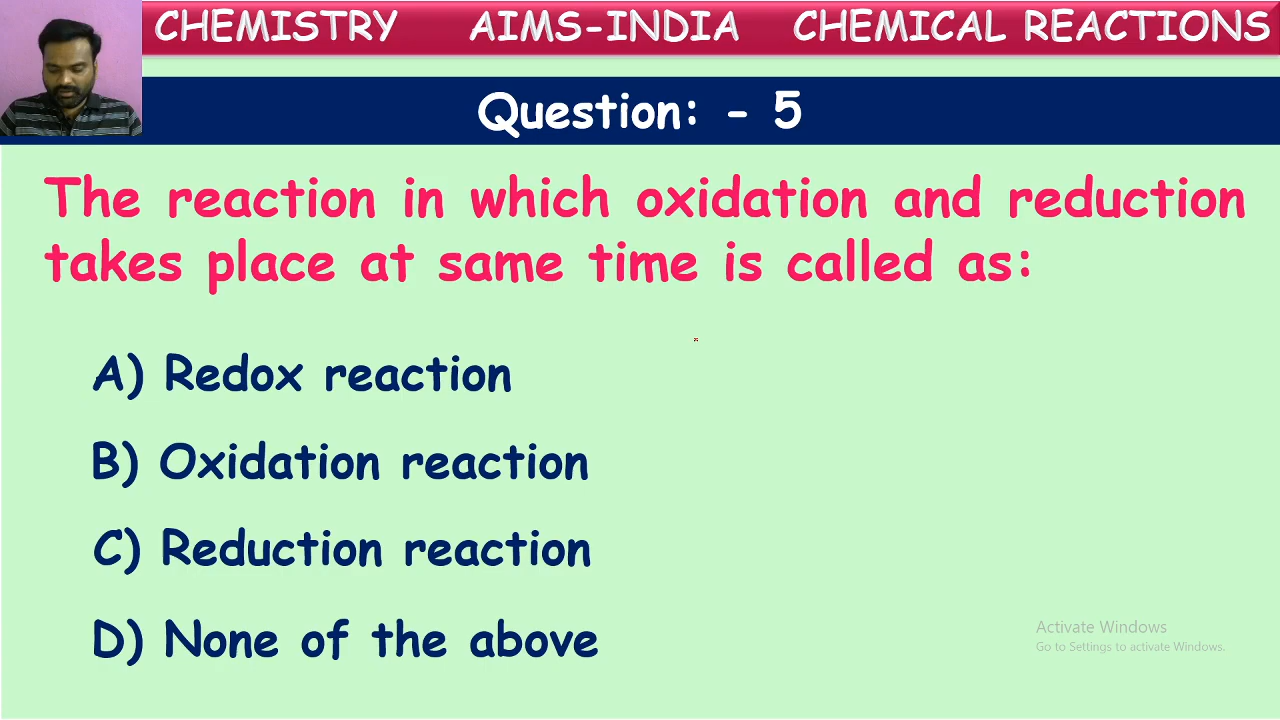 CHEMISTRY AIMS-INDIA CHEMICAL REACTIONS
Question: - 5
The reaction in which oxidation and reduction
takes place at same time is called as:
A) Redox reaction
B) Oxidation reaction
C) Reduction reaction
D) None of the above
Activate Windows
Go to Settings to activate Windows.